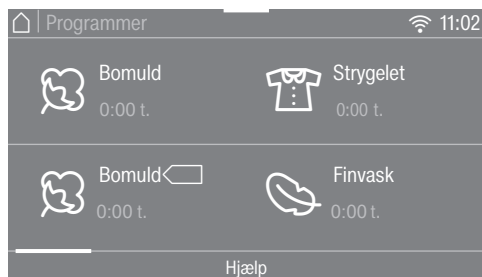 Programmer 11:02
Bomuld Strygelet
0:00 t. 0:00 t.
Bomuld Finvask
0:00 t. 0:00 t.
Hjælp